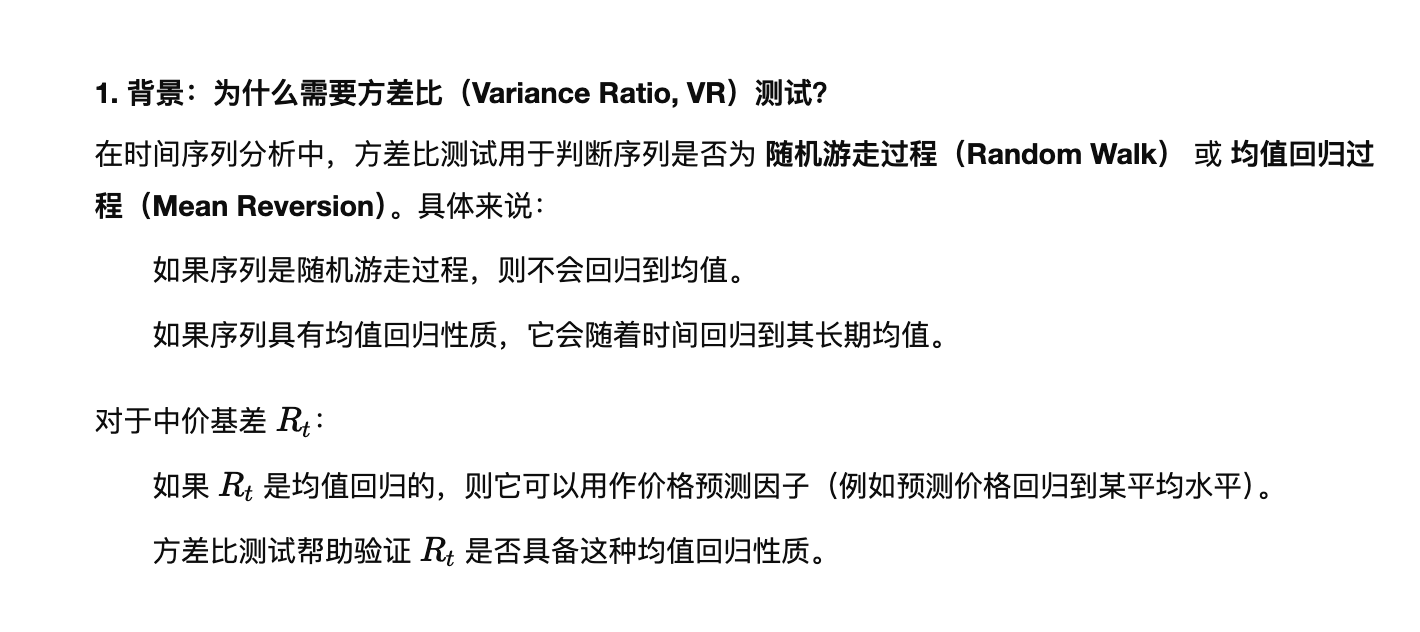 1. 背景：为什么需要方差比（Variance Ratio, VR）测试？
在时间序列分析中，方差比测试用于判断序列是否为 随机游走过程（Random Walk） 或 均值回归过
程（Mean Reversion）。具体来说：
如果序列是随机游走过程，则不会回归到均值。
如果序列具有均值回归性质，它会随着时间回归到其长期均值。
对于中价基差 R_t：
如果 R_t 是均值回归的，则它可以用作价格预测因子（例如预测价格回归到某平均水平）。
方差比测试帮助验证 R_t 是否具备这种均值回归性质。